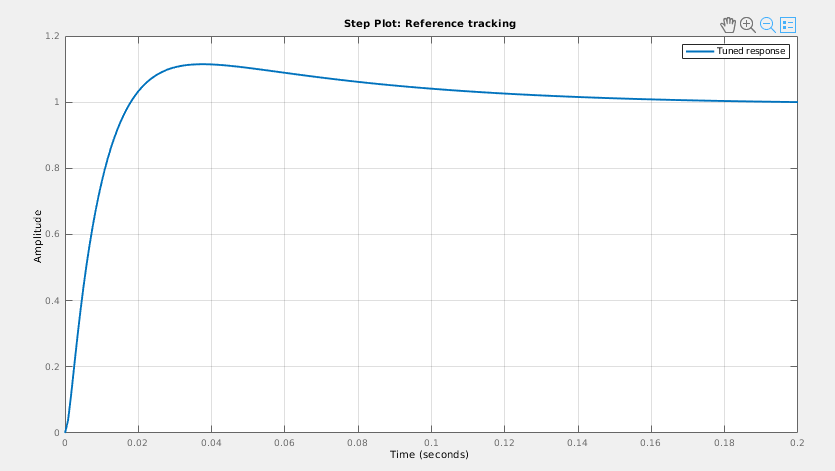 Step Plot: Reference tracking
Tuned response
1.2
1
0.8
0.6
0.4
0.2
0
Amplitude
0 0.02 0.04 0.06 0.08 0.1 0.12 0.14 0.16 0.18 0.2
Time (seconds)